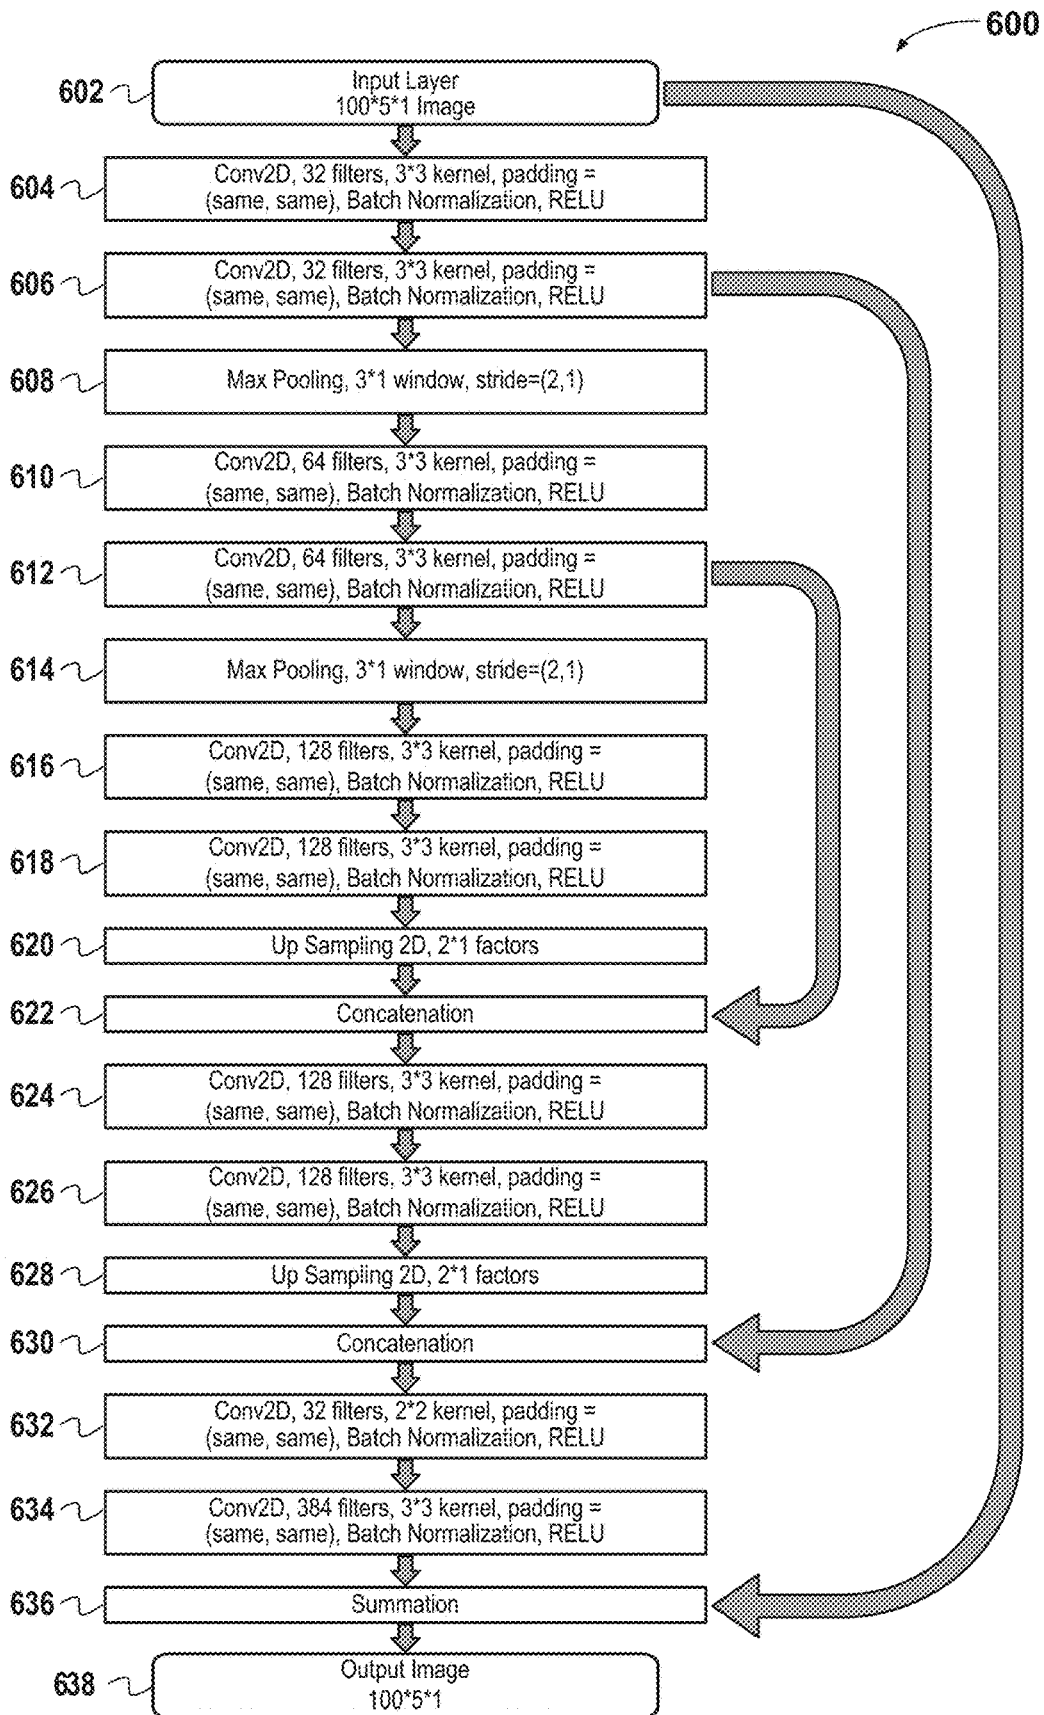 600
602
Input Layer
100*5*1 Image
604
Conv2D, 32 filters, 3*3 kernel, padding =
(same, same), Batch Normalization, RELU
606
Conv2D, 32 filters, 3*3 kernel, padding =
(same, same), Batch Normalization, RELU
608
Max Pooling, 3*1 window, stride=(2,1)
610
Conv2D, 64 filters, 3*3 kernel, padding =
(same, same), Batch Normalization, RELU
612
Conv2D, 64 filters, 3*3 kernel, padding =
(same, same), Batch Normalization, RELU
614
Max Pooling, 3*1 window, stride=(2,1)
616
Conv2D, 128 filters, 3*3 kernel, padding =
(same, same), Batch Normalization, RELU
618
Conv2D, 128 filters, 3*3 kernel, padding =
(same, same), Batch Normalization, RELU
620
Up Sampling 2D, 2*1 factors
622
Concatenation
624
Conv2D, 128 filters, 3*3 kernel, padding =
(same, same), Batch Normalization, RELU
626
Conv2D, 128 filters, 3*3 kernel, padding =
(same, same), Batch Normalization, RELU
628
Up Sampling 2D, 2*1 factors
630
Concatenation
632
Conv2D, 32 filters, 2*2 kernel, padding =
(same, same), Batch Normalization, RELU
634
Conv2D, 384 filters, 3*3 kernel, padding =
(same, same), Batch Normalization, RELU
636
Summation
638
Output Image
100*5*1